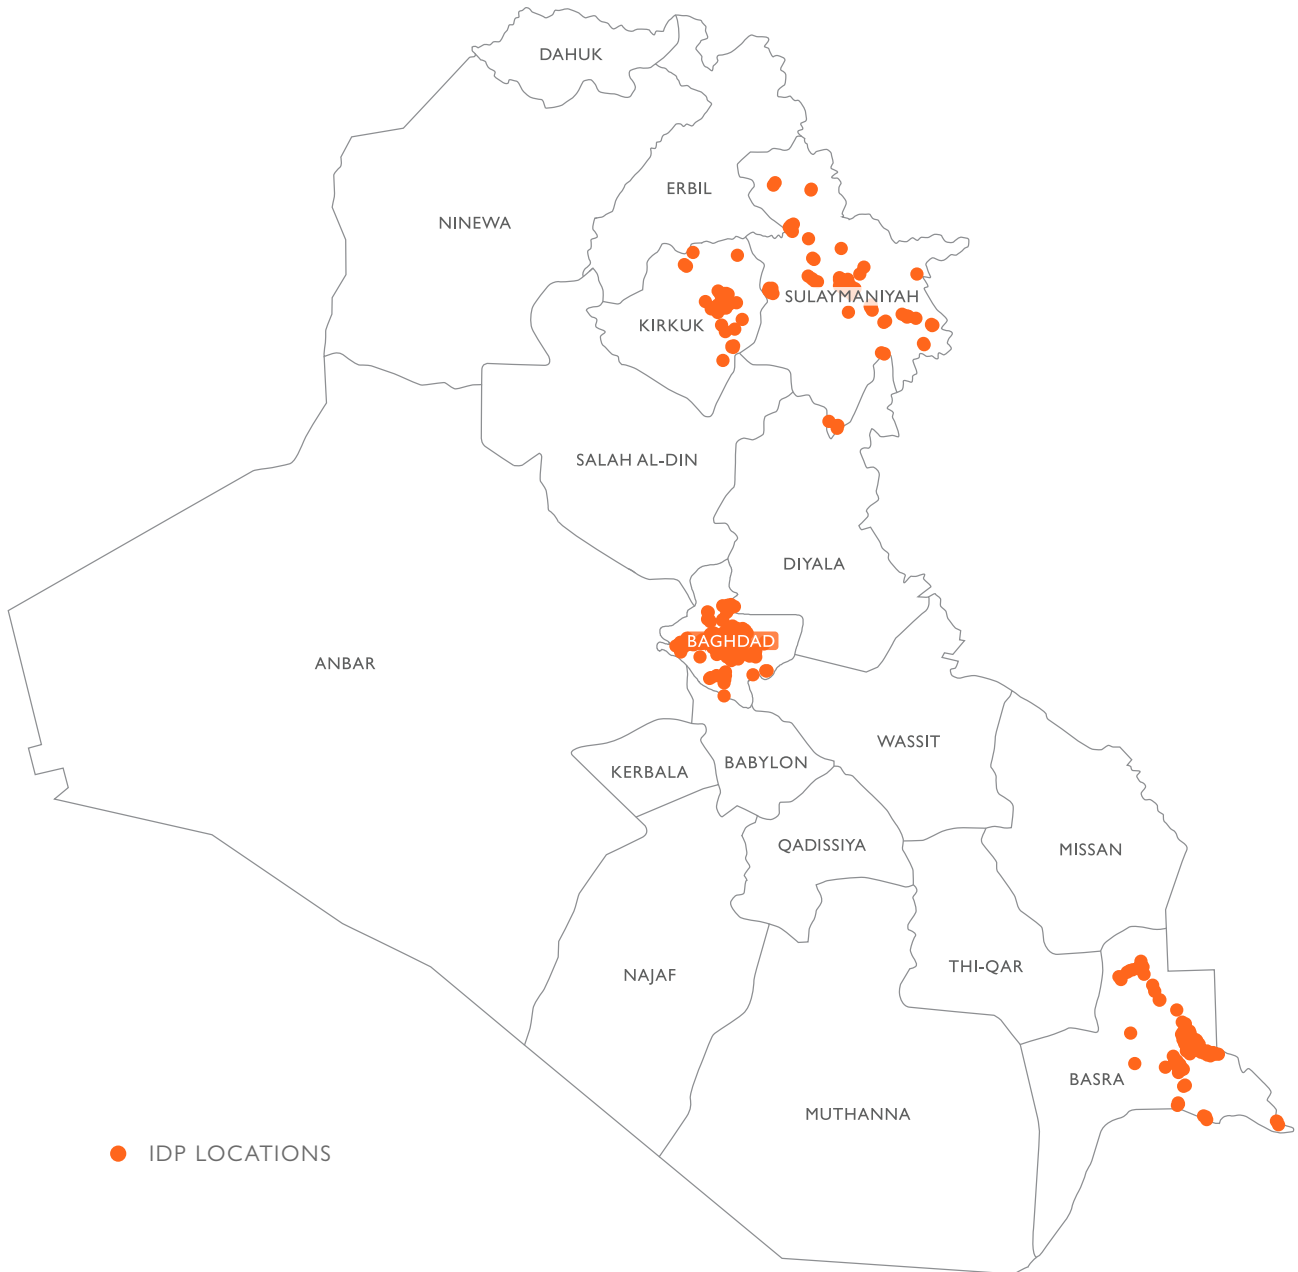 DAHUK
ERBIL
NINEWA
SULAYMANIYAH
KIRKUK
SALAH AL-DIN
DIYALA
BAGHDAD
ANBAR
WASSIT
BABYLON
KERBALA
QADISSIYA
MISSAN
THI-QAR
NAJAF
BASRA
MUTHANNA
IDP LOCATIONS